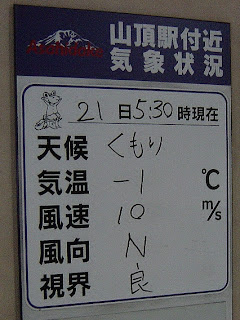 山頂駅付近
気象状況
21 日5:30 時現在
天候 くもり
気温 -1 ℃
風速 10 m/s
風向 N
視界 良